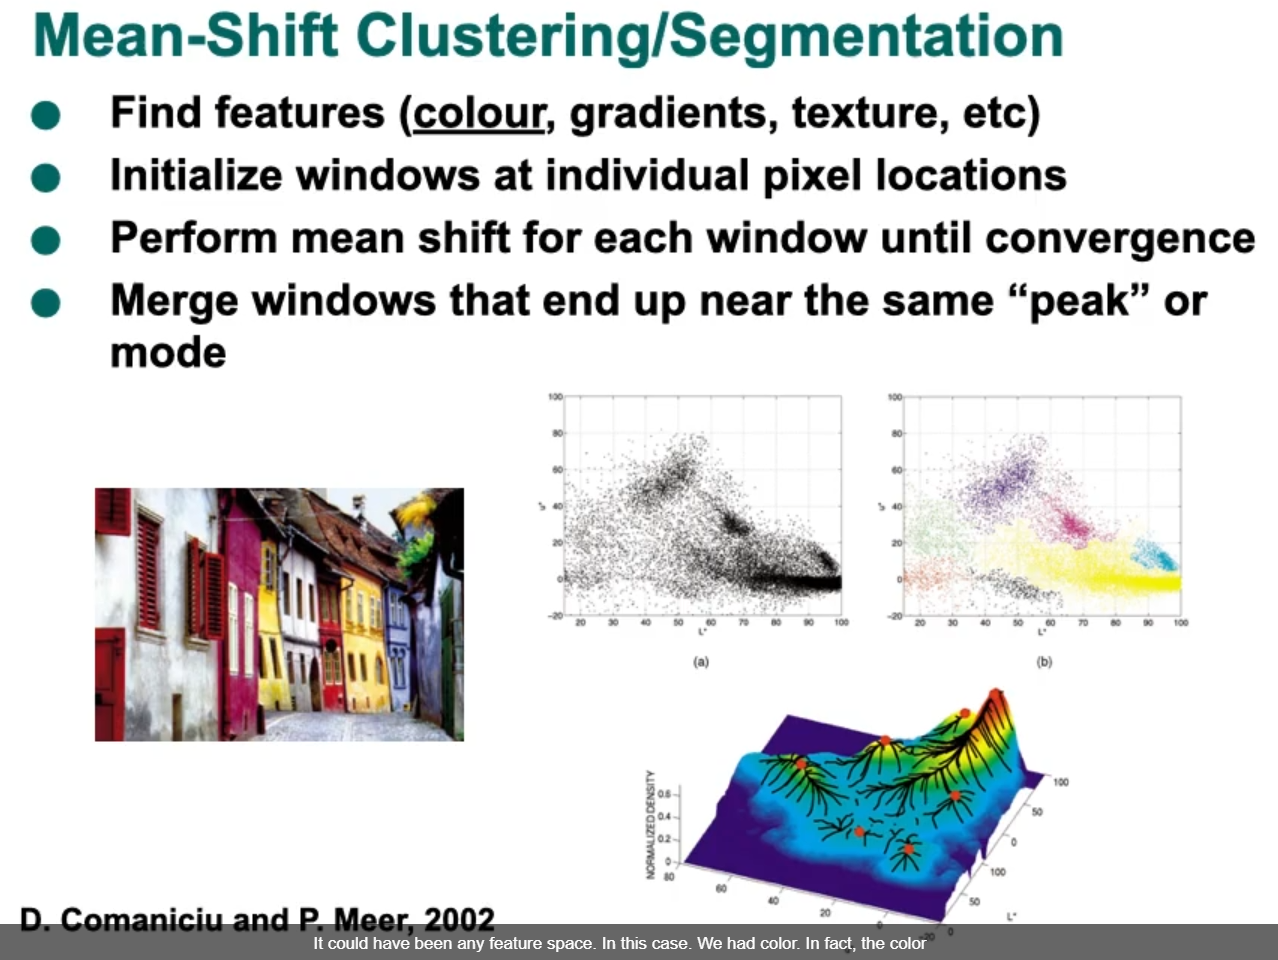 Mean-Shift Clustering/Segmentation
Find features (colour, gradients, texture, etc)
Initialize windows at individual pixel locations
Perform mean shift for each window until convergence
Merge windows that end up near the same “peak” or
mode
100
80
60
40
20
0
-20
20 30 40 50 60 70 80 90 100
L*
(a)
100
80
60
40
20
0
-20
20 30 40 50 60 70 80 90 100
L*
(b)
NORMALIZED DENSITY
0.6
0.4
0.2
0
80
60
40
20
0
-20
100
50
0
100
50
0
L*
D. Comaniciu and P. Meer, 2002
It could have been any feature space. In this case. We had color. In fact, the color